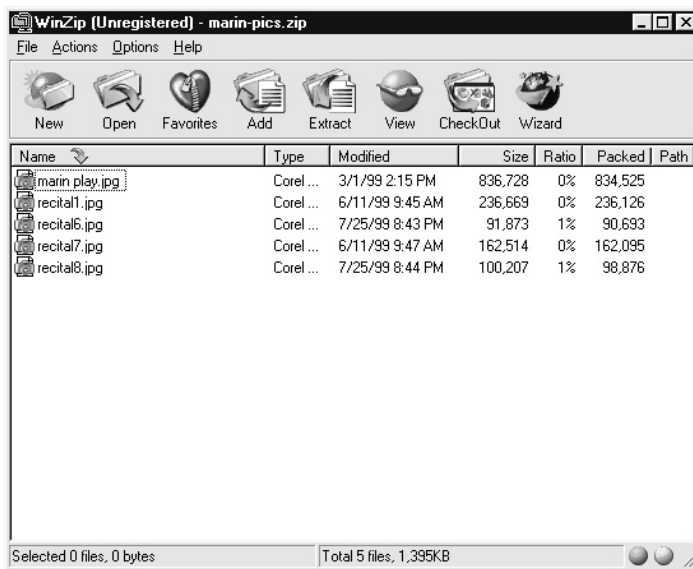 WinZip (Unregistered) - marin-pics.zip
File Actions Options Help
New Open Favorites Add Extract View CheckOut Wizard
Name Type Modified Size Ratio Packed Path
marin play.jpg Corel ... 3/1/99 2:15 PM 836,728 0% 834,525
recital1.jpg Corel ... 6/11/99 9:45 AM 236,669 0% 236,126
recital6.jpg Corel ... 7/25/99 8:43 PM 91,873 1% 90,693
recital7.jpg Corel ... 6/11/99 9:47 AM 162,514 0% 162,095
recital8.jpg Corel ... 7/25/99 8:44 PM 100,207 1% 98,876
Selected 0 files, 0 bytes Total 5 files, 1,395KB